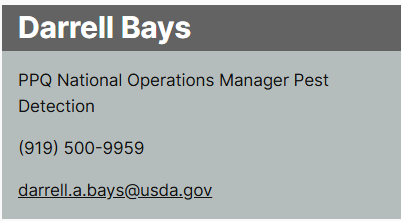 Darrell Bays
PPQ National Operations Manager Pest
Detection
(919) 500-9959
darrell.a.bays@usda.gov